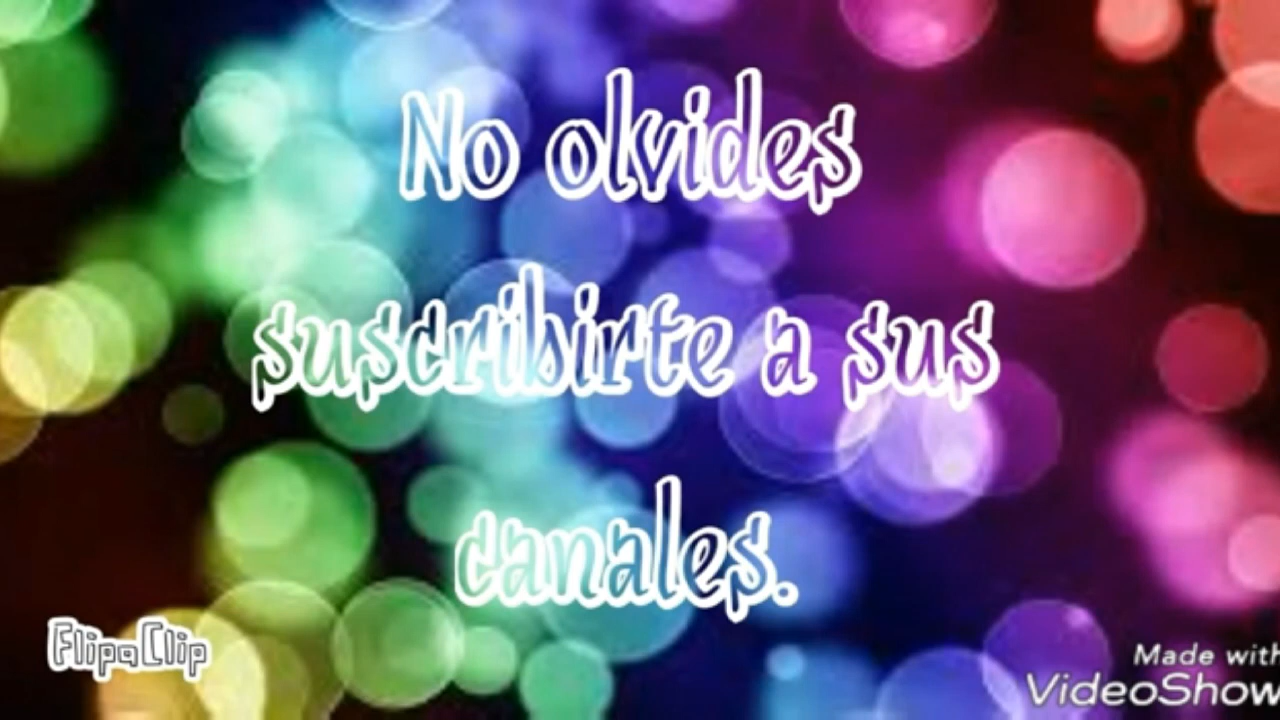 No olvides
suscribirte a sus
canales.
FlipaClip
Made with
VideoShow